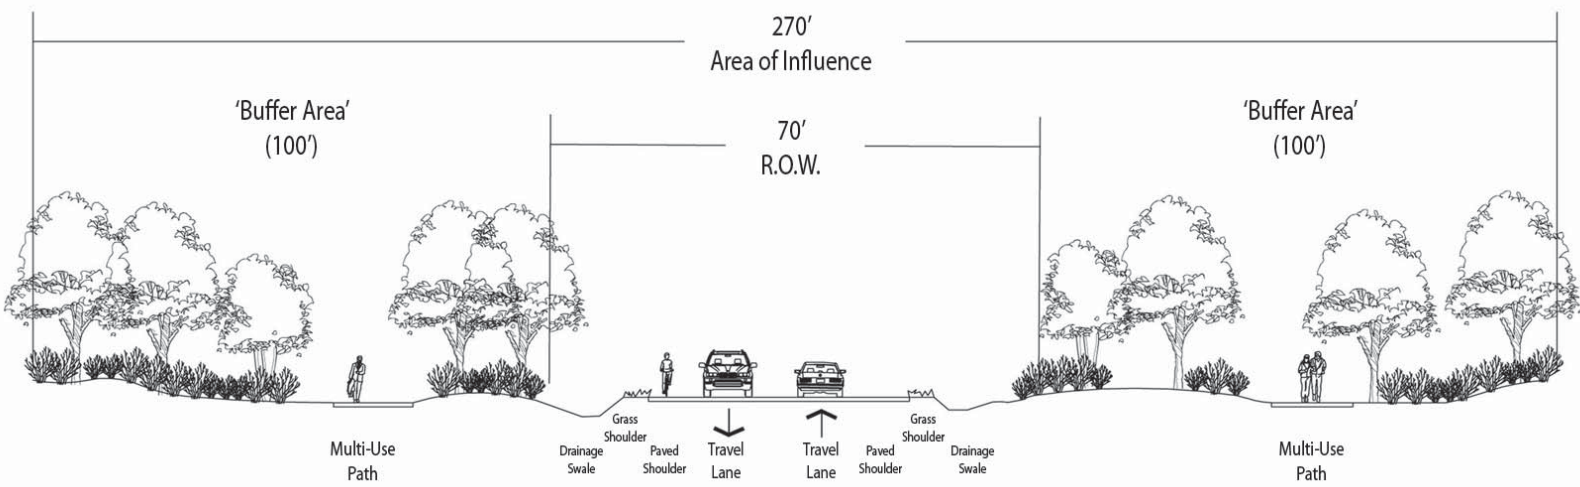 270’
Area of Influence
‘Buffer Area’
(100’)
70’
R.O.W.
‘Buffer Area’
(100’)
Multi-Use
Path
Drainage
Swale
Grass
Shoulder
Paved
Shoulder
Travel
Lane
Travel
Lane
Paved
Shoulder
Grass
Shoulder
Drainage
Swale
Multi-Use
Path